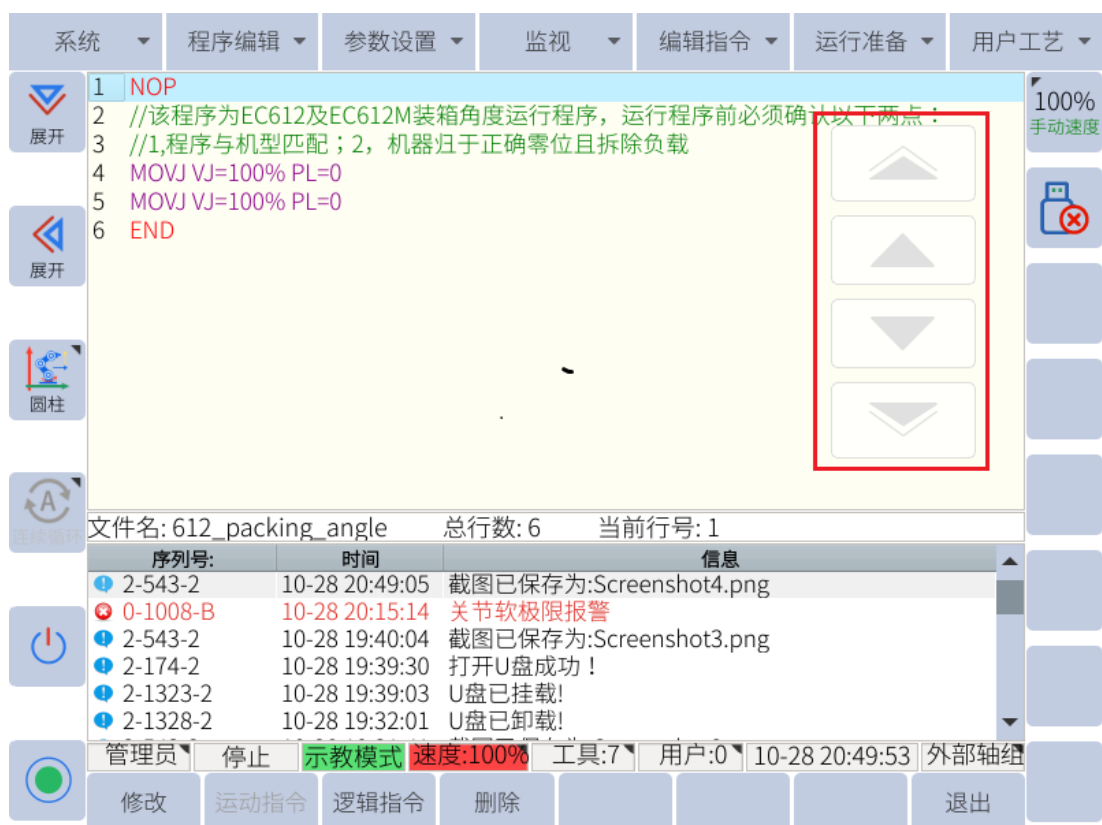 系统 程序编辑 参数设置 监视 编辑指令 运行准备 用户工艺
展开
展开
圆柱
A
连续循环
1 NOP
2 //该程序为EC612及EC612M装箱角度运行程序，运行程序前必须确认以下两点：
3 //1,程序与机型匹配；2，机器归于正确零位且拆除负载
4 MOVJ VJ=100% PL=0
5 MOVJ VJ=100% PL=0
6 END
100%
手动速度
文件名: 612_packing_angle 总行数: 6 当前行号: 1
序列号: 时间 信息
2-543-2 10-28 20:49:05 截图已保存为:Screenshot4.png
0-1008-B 10-28 20:15:14 关节软极限报警
2-543-2 10-28 19:40:04 截图已保存为:Screenshot3.png
2-174-2 10-28 19:39:30 打开U盘成功！
2-1323-2 10-28 19:39:03 U盘已挂载!
2-1328-2 10-28 19:32:01 U盘已卸载!
管理员 停止 示教模式 速度:100% 工具:7 用户:0 10-28 20:49:53 外部轴组
修改 运动指令 逻辑指令 删除 退出